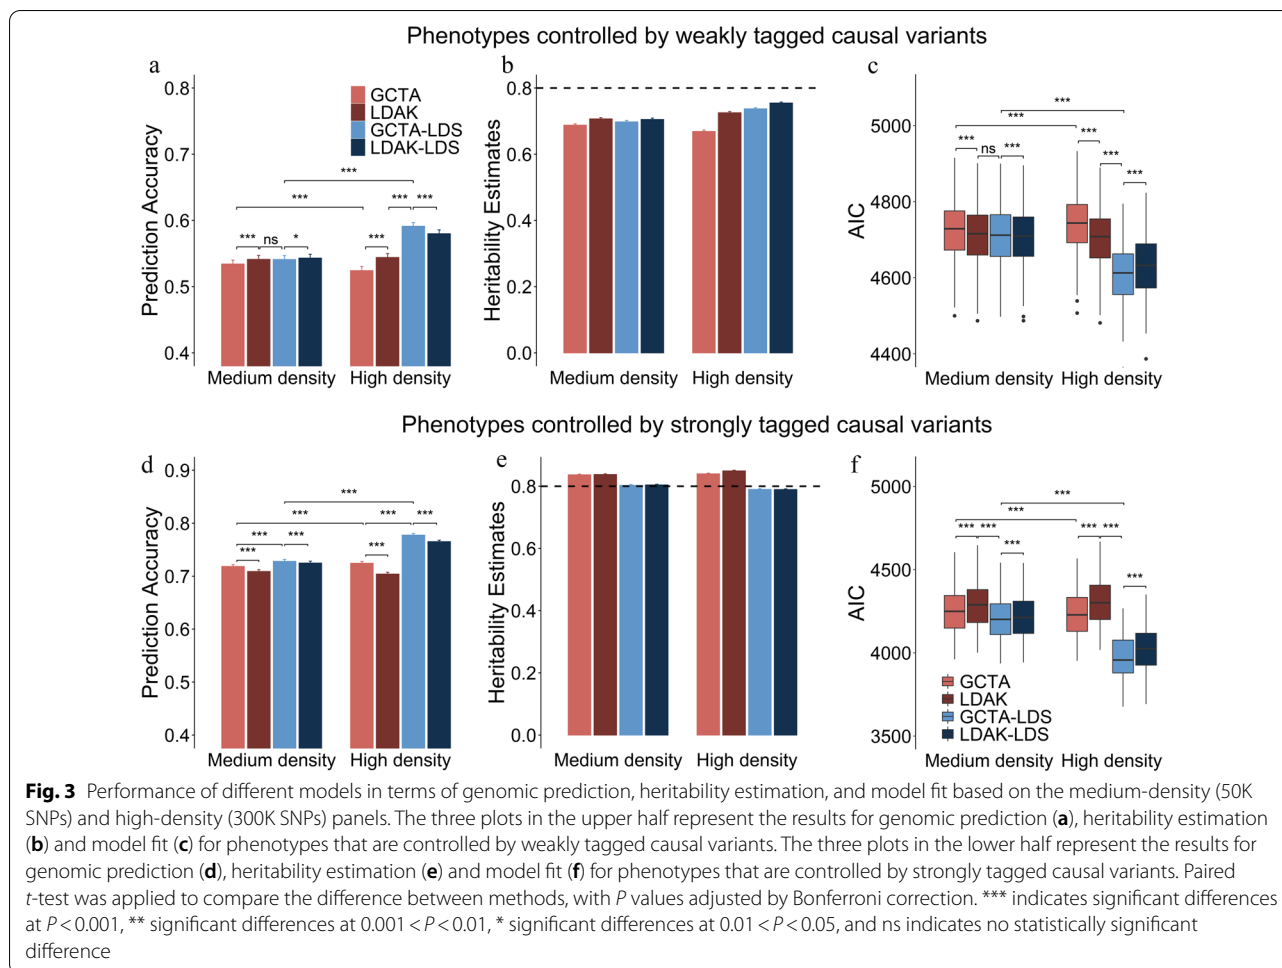 Phenotypes controlled by weakly tagged causal variants
a
b
c
Prediction Accuracy
0.8
0.7
0.6
0.5
0.4
GCTA
LDAK
GCTA-LDS
LDAK-LDS
***
***
***
ns
*
***
***
***
Medium density
High density
Heritability Estimates
0.8
0.6
0.4
0.2
0.0
Medium density
High density
AIC
5000
4800
4600
4400
***
***
***
ns
***
***
***
***
Medium density
High density
Phenotypes controlled by strongly tagged causal variants
d
e
f
Prediction Accuracy
0.9
0.8
0.7
0.6
0.5
0.4
***
***
***
***
***
***
***
***
Medium density
High density
Heritability Estimates
0.8
0.6
0.4
0.2
0.0
Medium density
High density
AIC
5000
4500
4000
3500
***
***
***
***
***
***
***
***
GCTA
LDAK
GCTA-LDS
LDAK-LDS
Medium density
High density
Fig. 3 Performance of different models in terms of genomic prediction, heritability estimation, and model fit based on the medium-density (50K
SNPs) and high-density (300K SNPs) panels. The three plots in the upper half represent the results for genomic prediction (a), heritability estimation
(b) and model fit (c) for phenotypes that are controlled by weakly tagged causal variants. The three plots in the lower half represent the results for
genomic prediction (d), heritability estimation (e) and model fit (f) for phenotypes that are controlled by strongly tagged causal variants. Paired
t-test was applied to compare the difference between methods, with P values adjusted by Bonferroni correction. *** indicates significant differences
at P < 0.001, ** significant differences at 0.001 < P < 0.01, * significant differences at 0.01 < P < 0.05, and ns indicates no statistically significant
difference